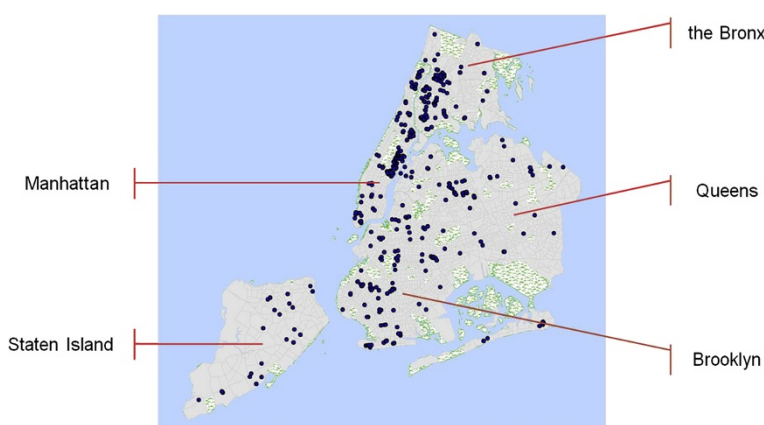 the Bronx
Manhattan
Queens
Staten Island
Brooklyn